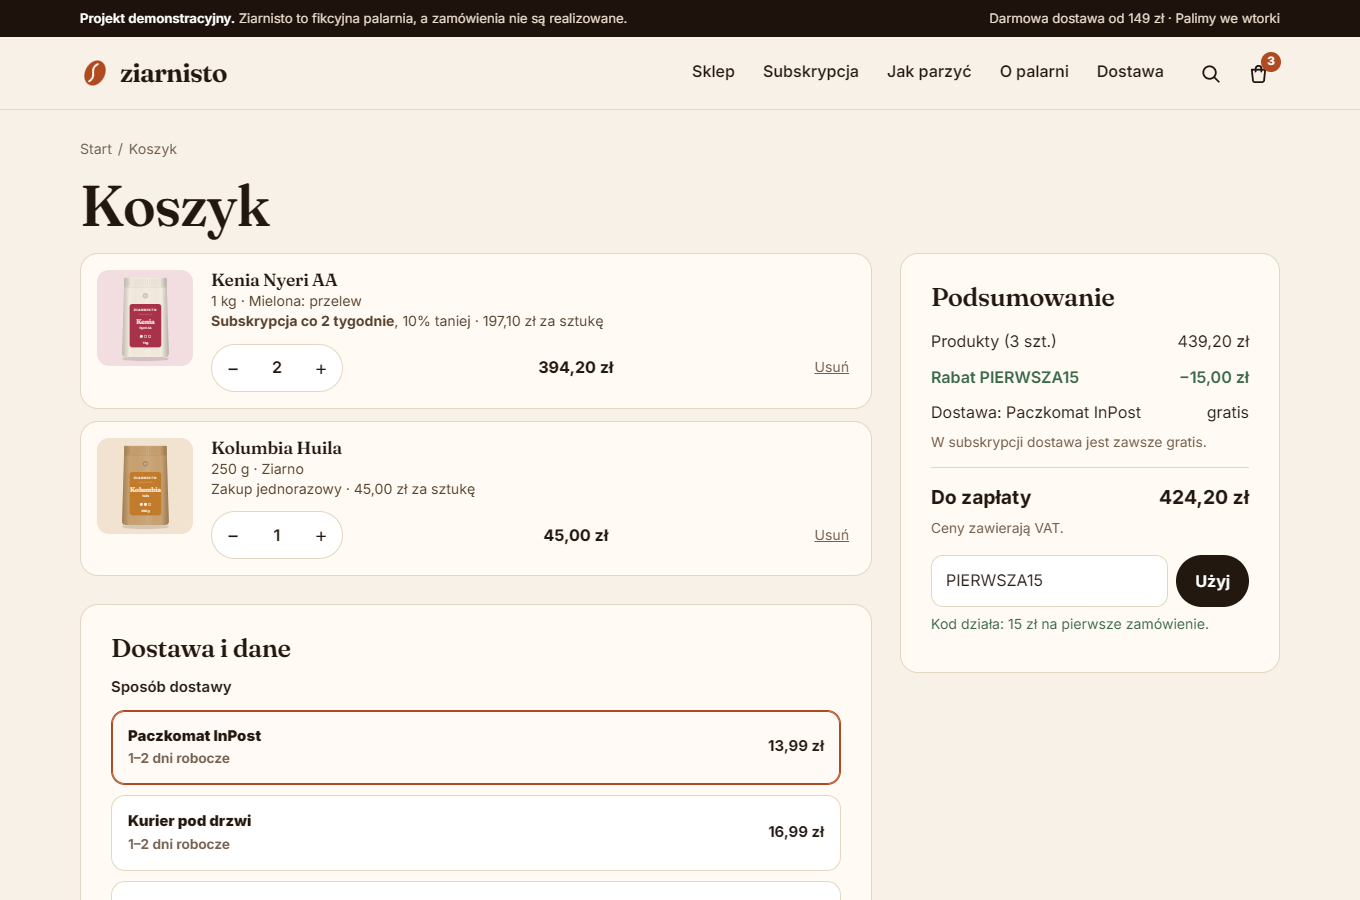 Projekt demonstracyjny. Ziarnisto to fikcyjna palarnia, a zamówienia nie są realizowane.
Darmowa dostawa od 149 zł · Palimy we wtorki
ziarnisto
Sklep Subskrypcja Jak parzyć O palarni Dostawa 3
Start / Koszyk
Koszyk
ZIARNISTO
Kenia
Kenia Nyeri AA
1 kg · Mielona: przelew
Subskrypcja co 2 tygodnie, 10% taniej · 197,10 zł za sztukę
− 2 + 394,20 zł Usuń
ZIARNISTO
Kolumbia
Kolumbia Huila
250 g · Ziarno
Zakup jednorazowy · 45,00 zł za sztukę
− 1 + 45,00 zł Usuń
Dostawa i dane
Sposób dostawy
Paczkomat InPost
1–2 dni robocze
13,99 zł
Kurier pod drzwi
1–2 dni robocze
16,99 zł
Podsumowanie
Produkty (3 szt.) 439,20 zł
Rabat PIERWSZA15 −15,00 zł
Dostawa: Paczkomat InPost gratis
W subskrypcji dostawa jest zawsze gratis.
Do zapłaty 424,20 zł
Ceny zawierają VAT.
PIERWSZA15 Użyj
Kod działa: 15 zł na pierwsze zamówienie.